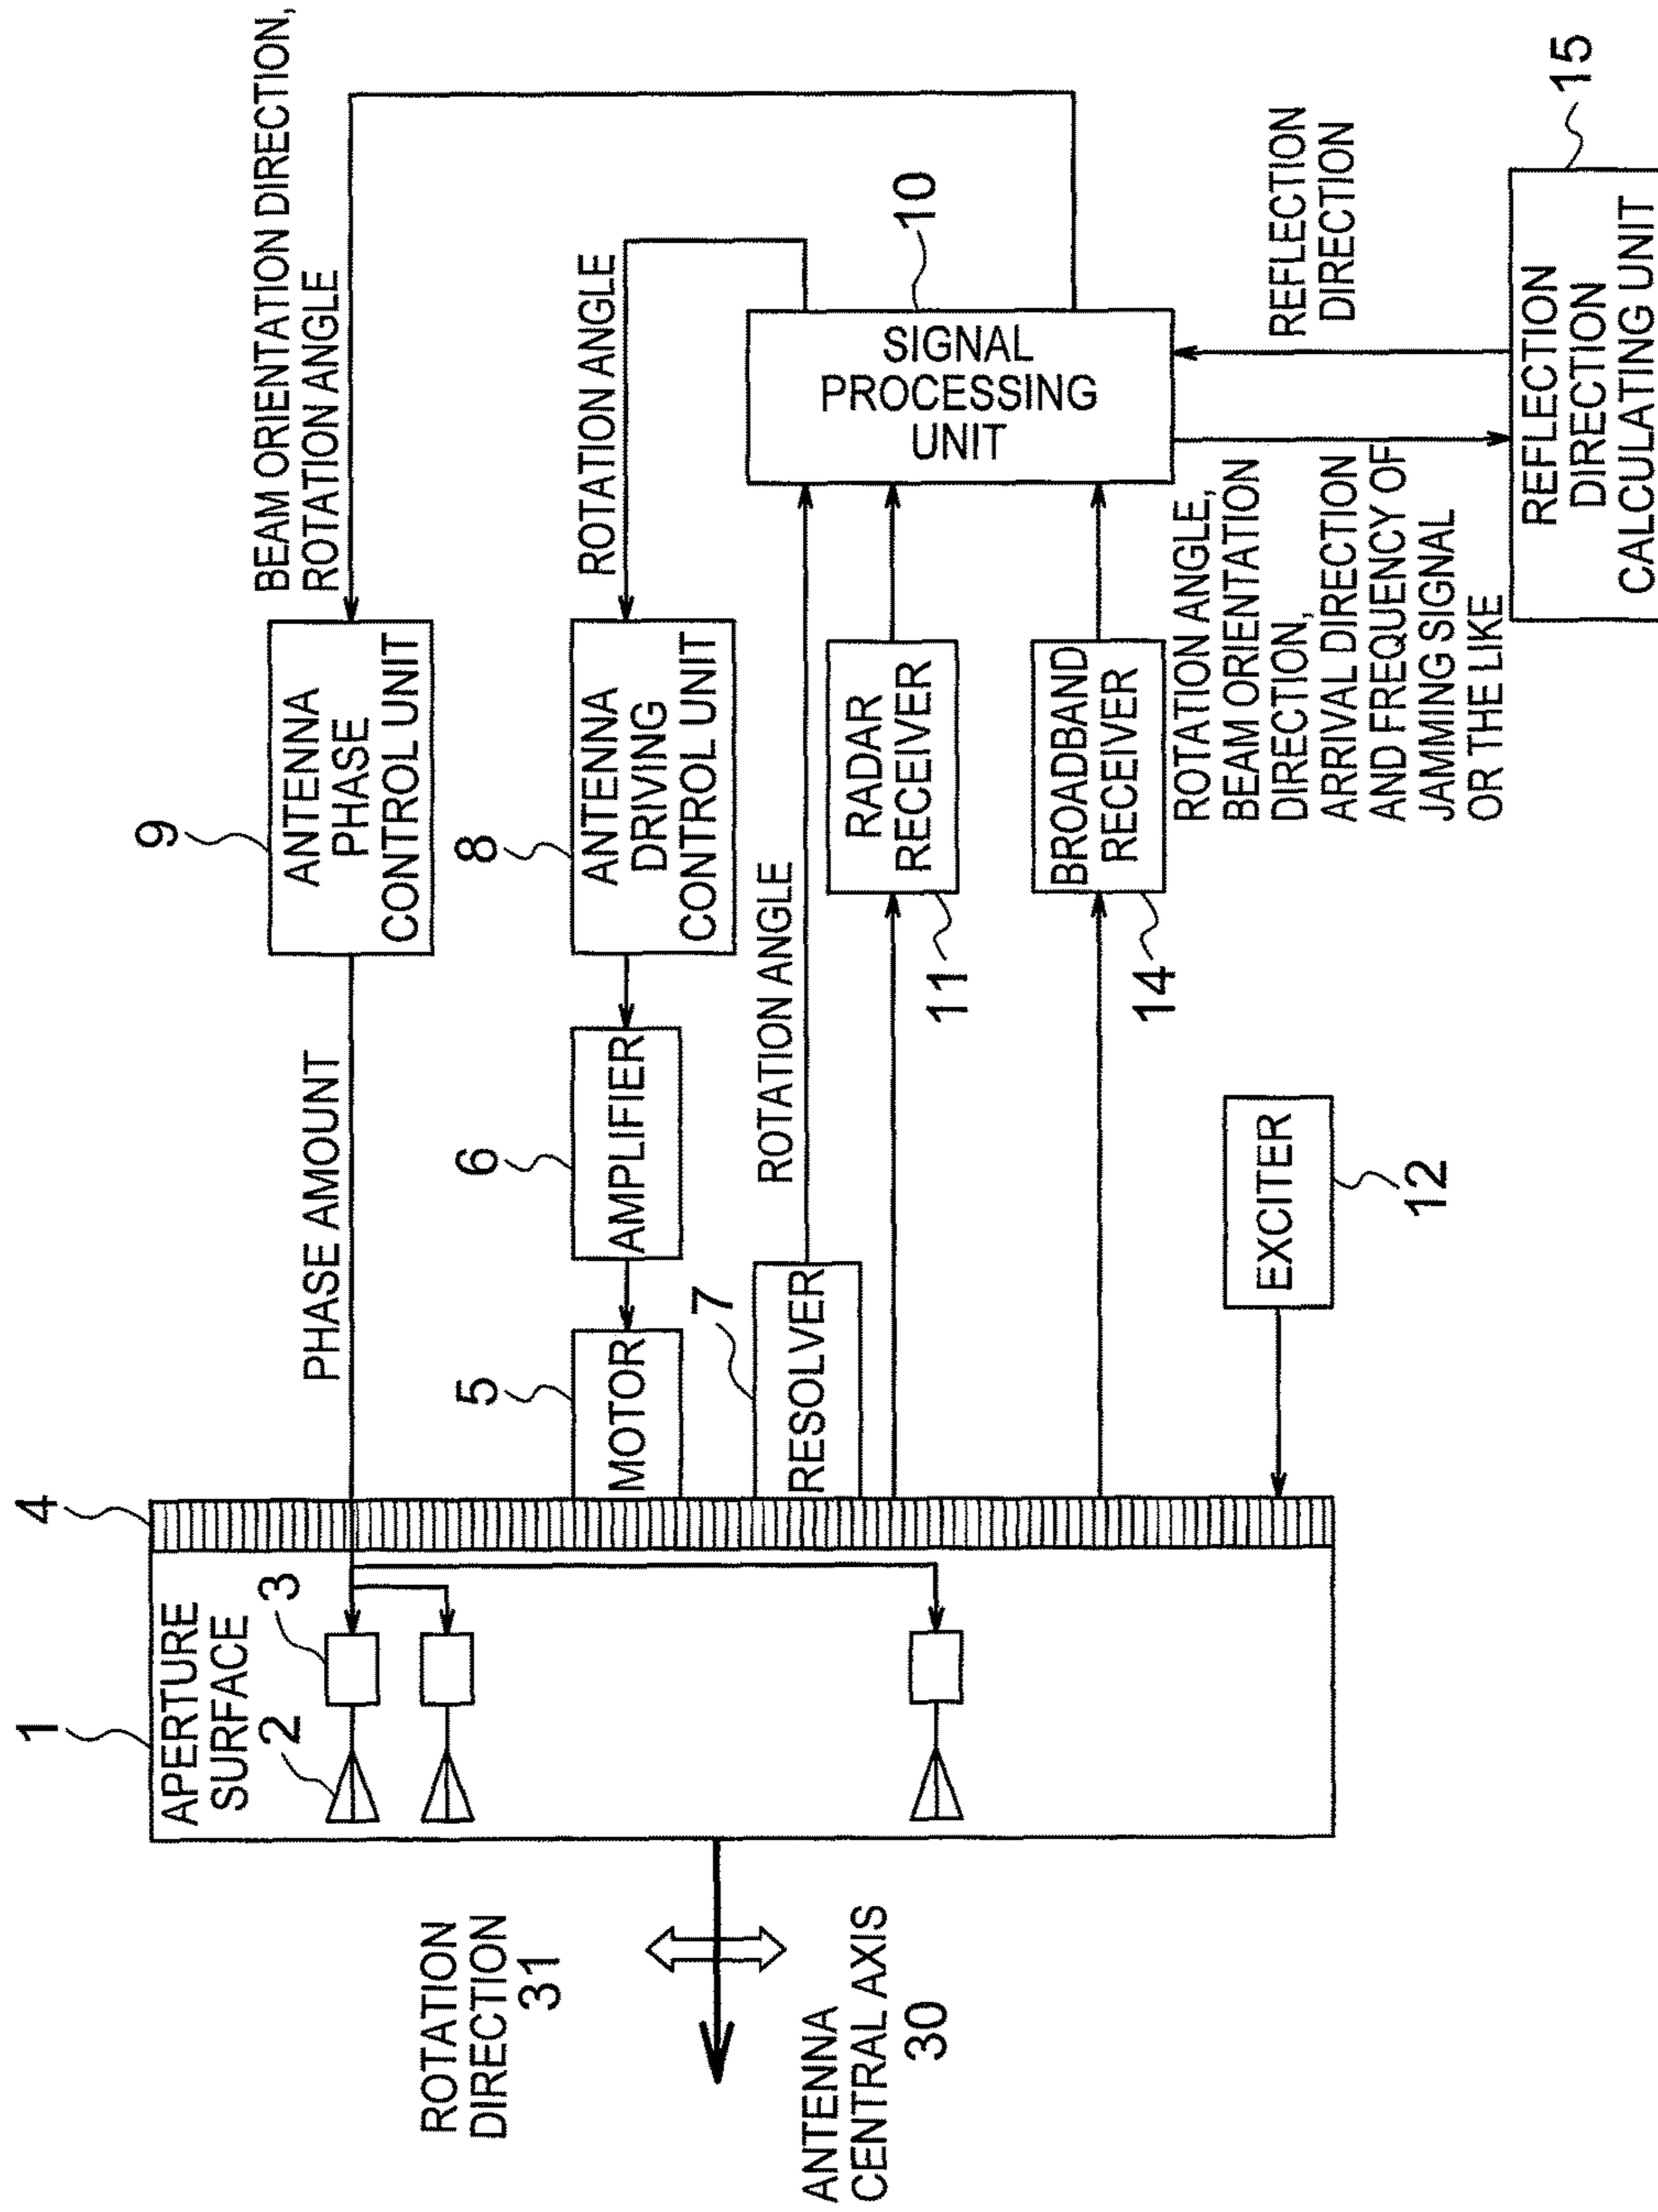 1
APERTURE
SURFACE
2
3
4
ROTATION
DIRECTION
31
ANTENNA
CENTRAL AXIS
30
PHASE AMOUNT
9
ANTENNA
PHASE
CONTROL UNIT
BEAM ORIENTATION DIRECTION,
ROTATION ANGLE
5
MOTOR
6
AMPLIFIER
8
ANTENNA
DRIVING
CONTROL UNIT
ROTATION ANGLE
7
RESOLVER
ROTATION ANGLE
RADAR
RECEIVER
11
BROADBAND
RECEIVER
14
10
SIGNAL
PROCESSING
UNIT
EXCITER
12
ROTATION ANGLE,
BEAM ORIENTATION
DIRECTION,
ARRIVAL DIRECTION
AND FREQUENCY OF
JAMMING SIGNAL
OR THE LIKE
REFLECTION
DIRECTION
15
REFLECTION
DIRECTION
CALCULATING UNIT